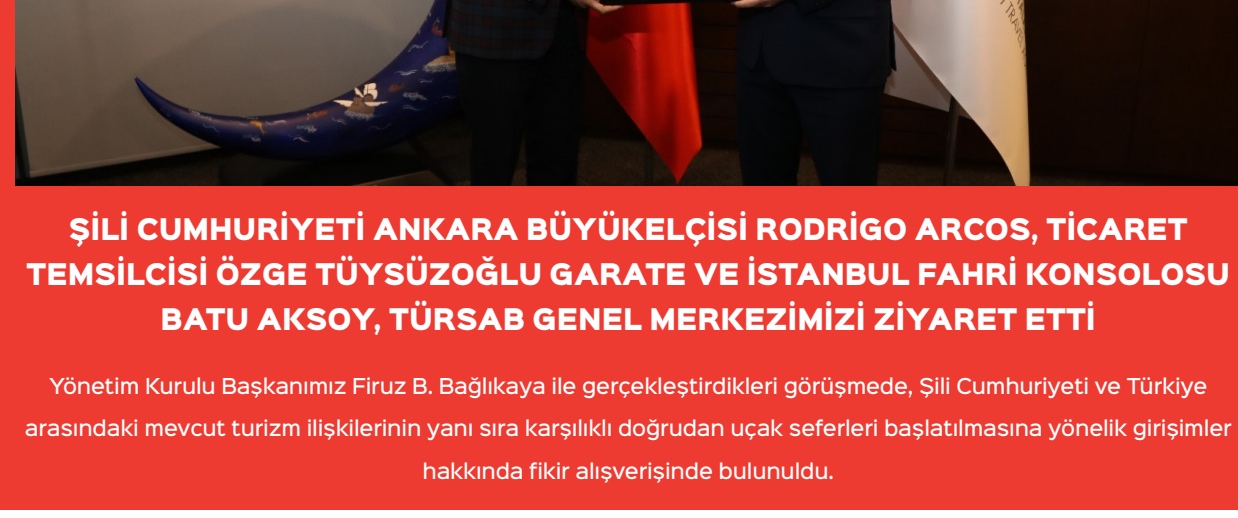 ŞİLİ CUMHURİYETİ ANKARA BÜYÜKELÇİSİ RODRİGO ARCOS, TİCARET
TEMSİLCİSİ ÖZGE TÜYSÜZOĞLU GARATE VE İSTANBUL FAHRİ KONSOLOSU
BATU AKSOY, TÜRSAB GENEL MERKEZİMİZİ ZİYARET ETTİ
Yönetim Kurulu Başkanımız Firuz B. Bağlıkaya ile gerçekleştirdikleri görüşmede, Şili Cumhuriyeti ve Türkiye
arasındaki mevcut turizm ilişkilerinin yanı sıra karşılıklı doğrudan uçak seferleri başlatılmasına yönelik girişimler
hakkında fikir alışverişinde bulunuldu.